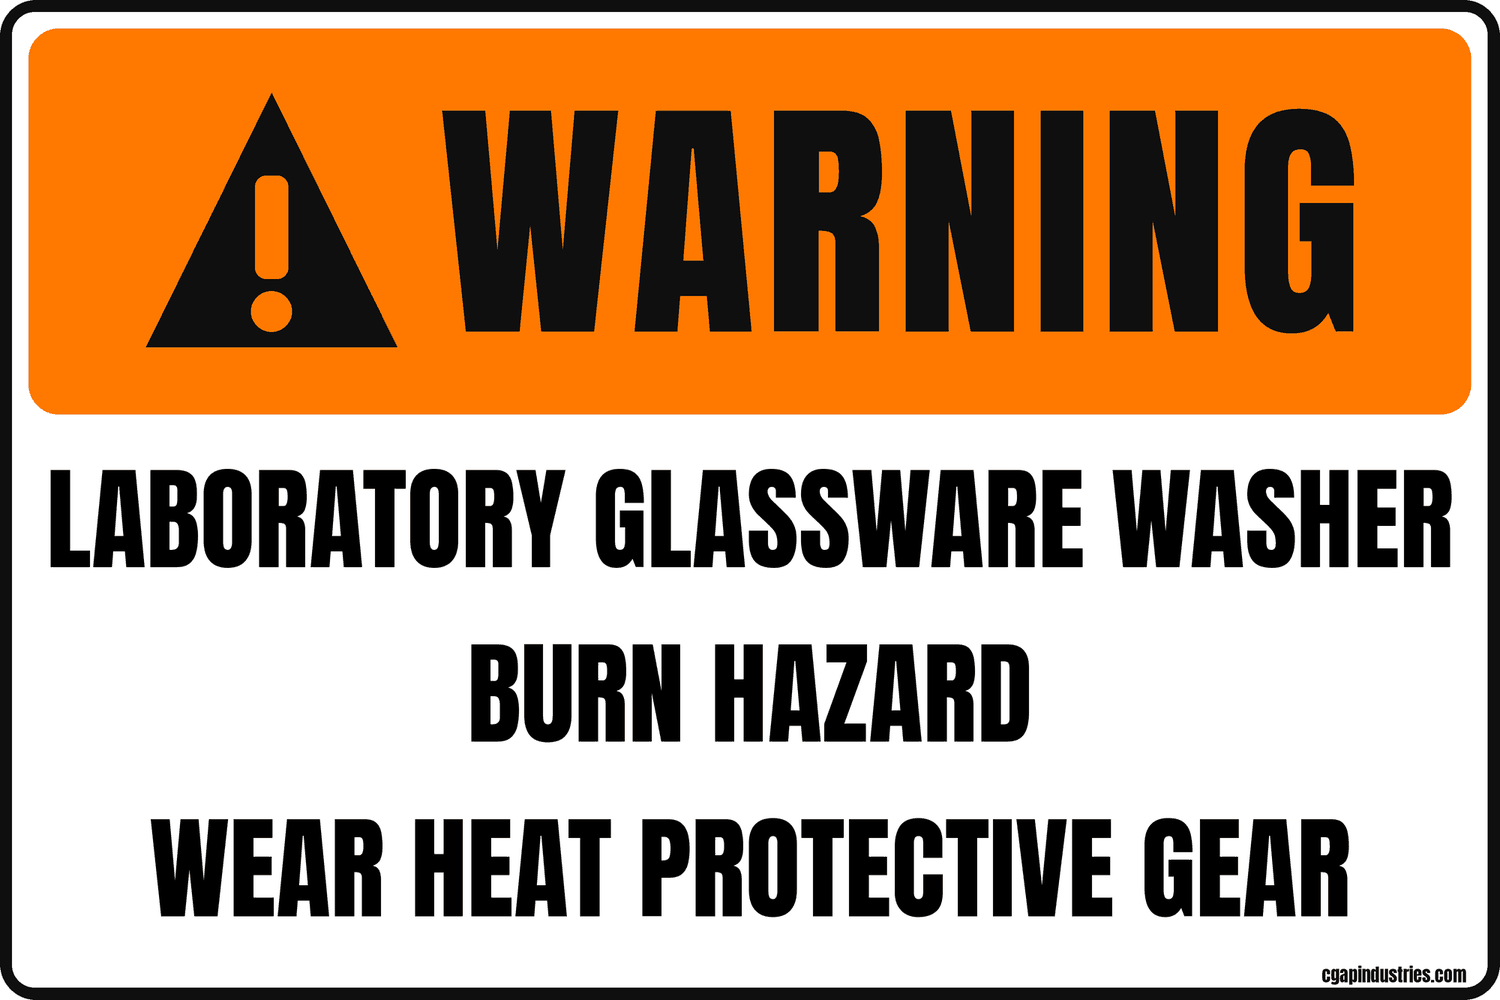 WARNING
LABORATORY GLASSWARE WASHER
BURN HAZARD
WEAR HEAT PROTECTIVE GEAR
cgapindustries.com